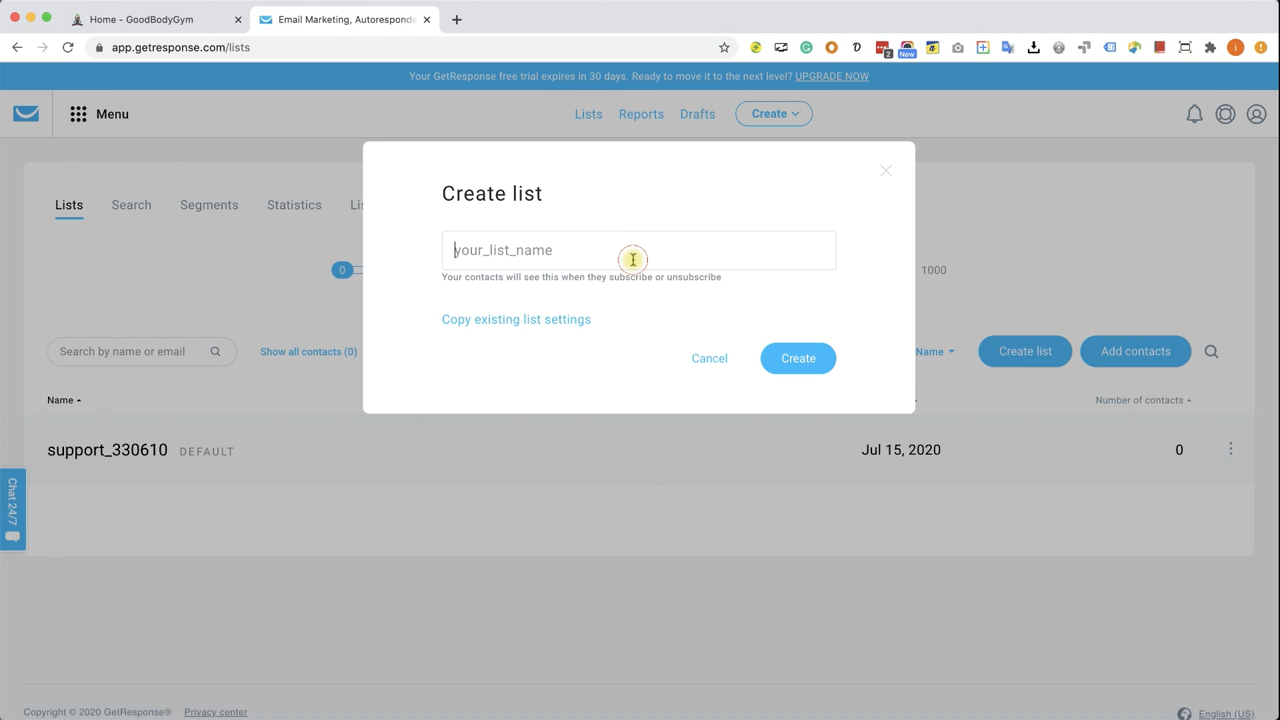 Home - GoodBodyGym
Email Marketing, Autoresponde
app.getresponse.com/lists
2
New
i
Your GetResponse free trial expires in 30 days. Ready to move it to the next level? UPGRADE NOW
Menu
Lists
Reports
Drafts
Create
Create list
Lists
Search
Segments
Statistics
Lis
your_list_name
0
1000
Your contacts will see this when they subscribe or unsubscribe
Copy existing list settings
Search by name or email
Show all contacts (0)
Cancel
Create
Name
Create list
Add contacts
Name
Number of contacts
support_330610 DEFAULT
Jul 15, 2020
0
Chat 24/7
Copyright © 2020 GetResponse®
Privacy center
English (US)